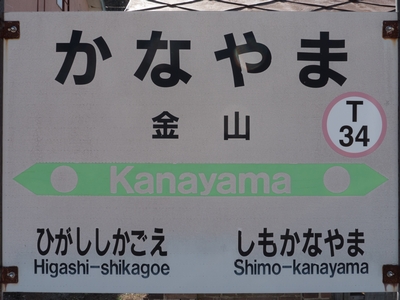 かなやま
金山
T
34
Kanayama
ひがししかごえ
Higashi-shikagoe
しもかなやま
Shimo-kanayama